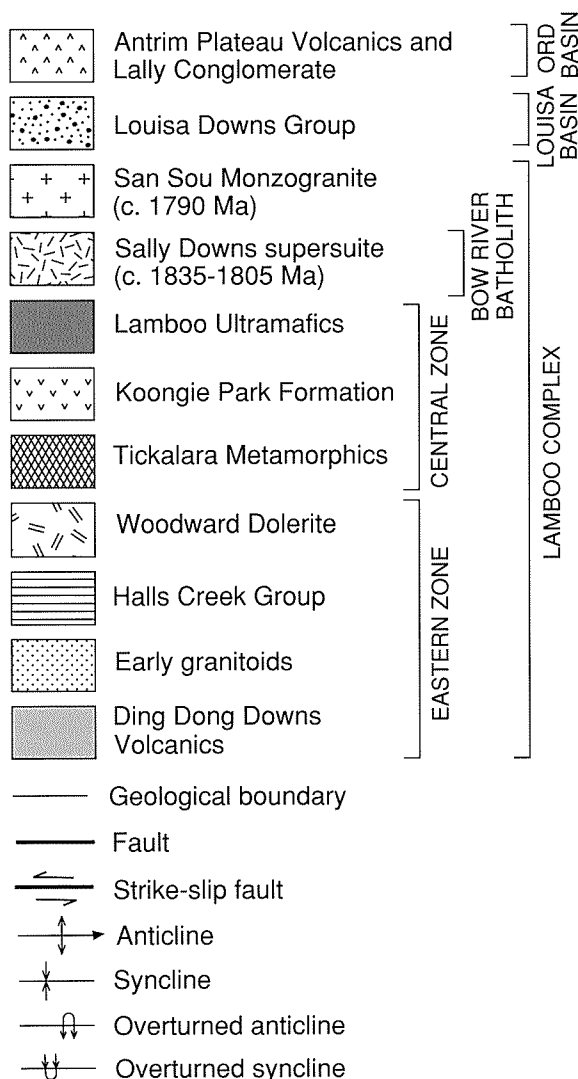 Antrim Plateau Volcanics and
Lally Conglomerate
ORD
BASIN
Louisa Downs Group
LOUISA
BASIN
San Sou Monzogranite
(c. 1790 Ma)
Sally Downs supersuite
(c. 1835-1805 Ma)
BOW RIVER
BATHOLITH
Lamboo Ultramafics
Koongie Park Formation
Tickalara Metamorphics
CENTRAL ZONE
Woodward Dolerite
Halls Creek Group
Early granitoids
Ding Dong Downs
Volcanics
EASTERN ZONE
LAMBOO COMPLEX
Geological boundary
Fault
Strike-slip fault
Anticline
Syncline
Overturned anticline
Overturned syncline